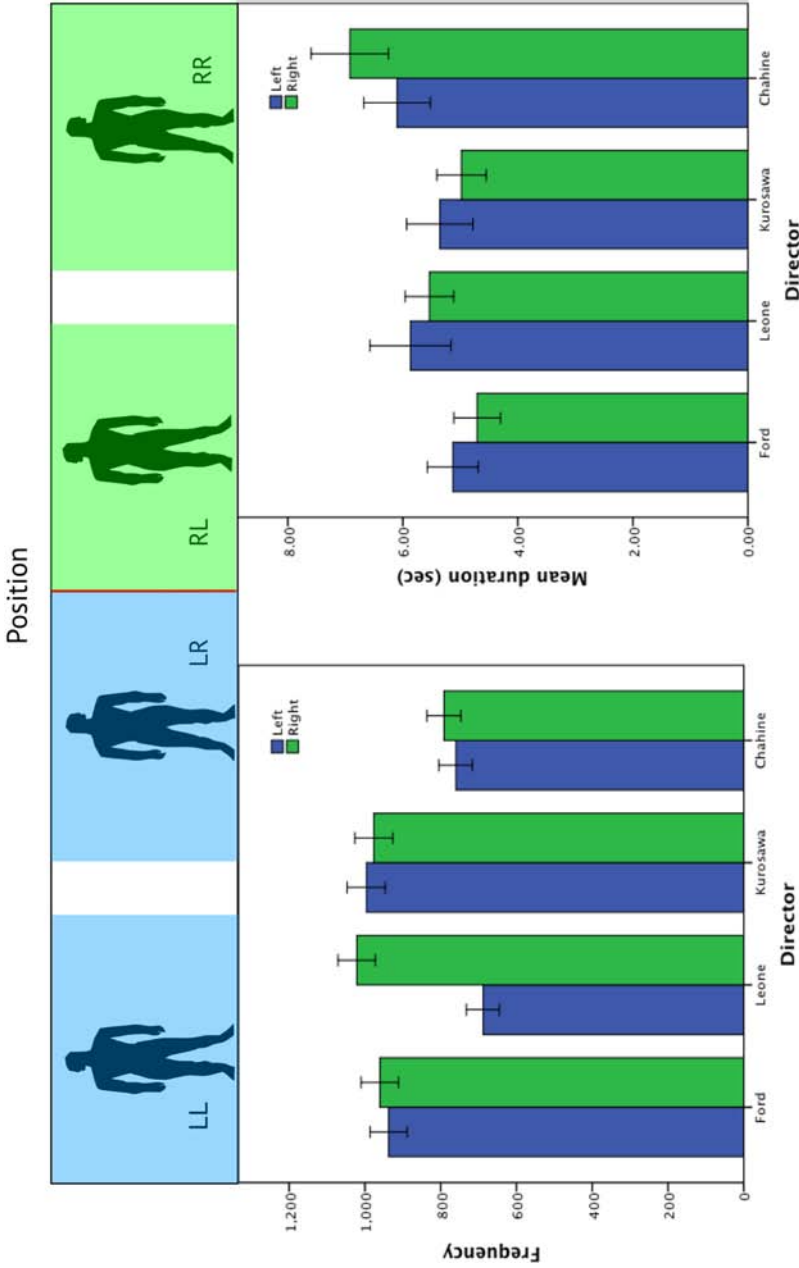 Position
LL
LR
RL
RR
Frequency
1.200
1.000
800
600
400
200
0
Left
Right
Ford
Leone
Kurosawa
Chahine
Director
Mean duration (sec)
8.00
6.00
4.00
2.00
0.00
Left
Right
Ford
Leone
Kurosawa
Chahine
Director